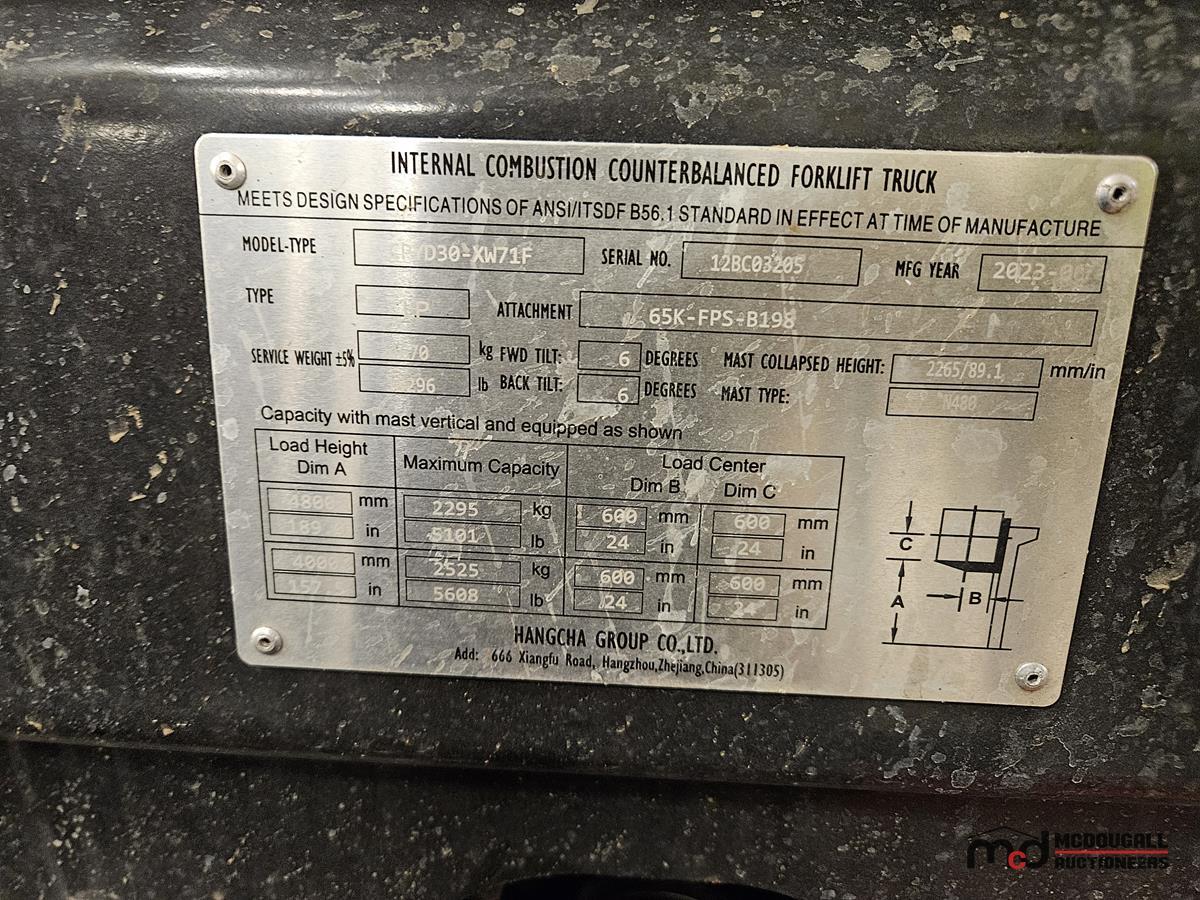 INTERNAL COMBUSTION COUNTERBALANCED FORKLIFT TRUCK
MEETS DESIGN SPECIFICATIONS OF ANSI/ITSDF B56.1 STANDARD IN EFFECT AT TIME OF MANUFACTURE
MODEL-TYPE SERIAL NO. 12BC03205 MFG YEAR
TYPE ATTACHMENT 65K-FPS-B198
SERVICE WEIGHT ±5% kg FWD TILT: 6 DEGREES MAST COLLAPSED HEIGHT: 2265/89.1 mm/in
lb BACK TILT: 6 DEGREES MAST TYPE: N480
Capacity with mast vertical and equipped as shown
Load Height Dim A Maximum Capacity Load Center
Dim B Dim C
4800 mm 2295 kg 600 mm 600 mm
189 in 5101 lb 24 in 24 in
4000 mm 2525 kg 600 mm 600 mm
157 in 5608 lb 24 in 24 in
C
A B
HANGCHA GROUP CO.,LTD.
Add: 666 Xiangfu Road, Hangzhou,Zhejiang,China(311305)
mcd MCDOUGALL AUCTIONEERS